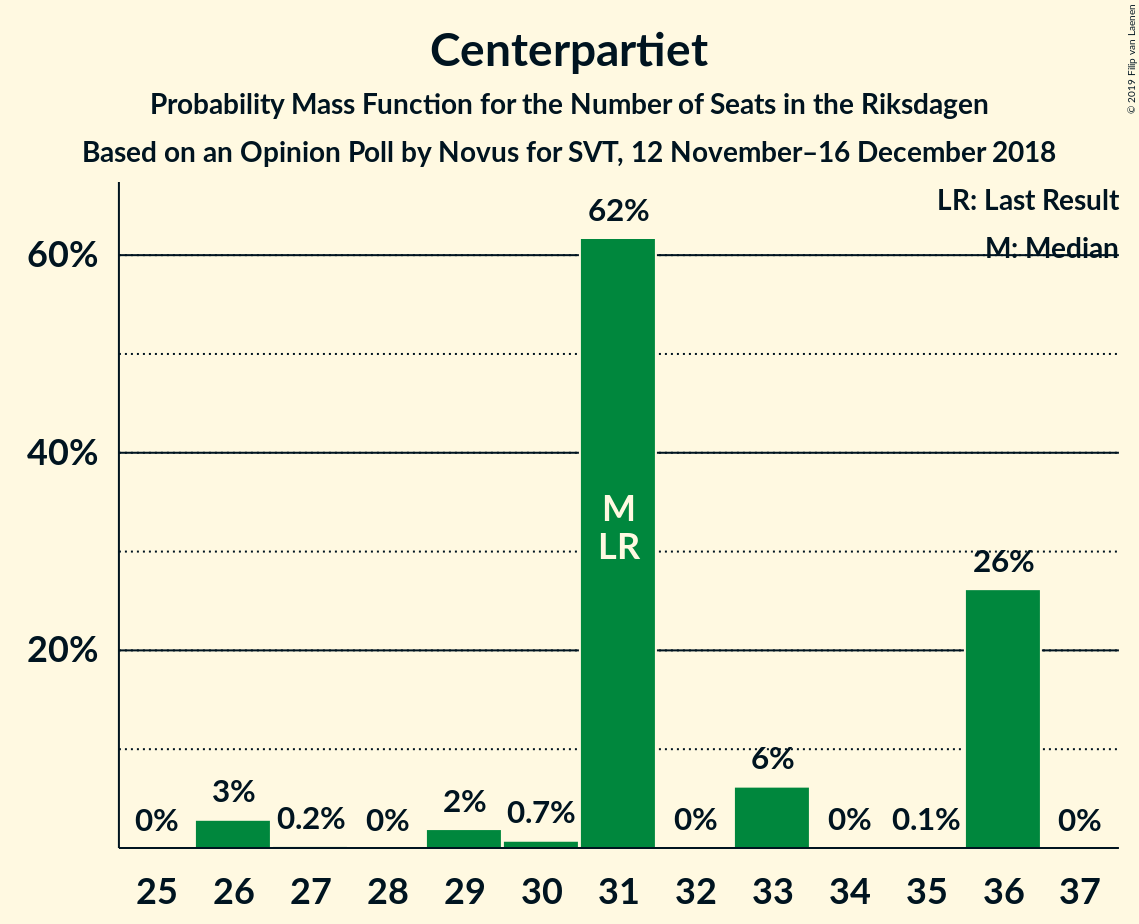 Centerpartiet
Probability Mass Function for the Number of Seats in the Riksdagen
Based on an Opinion Poll by Novus for SVT, 12 November–16 December 2018
© 2019 Filip van Laenen
LR: Last Result
M: Median
60%
40%
20%
0%
3%
0.2%
0%
2%
0.7%
62%
M
LR
0%
6%
0%
0.1%
26%
0%
25 26 27 28 29 30 31 32 33 34 35 36 37